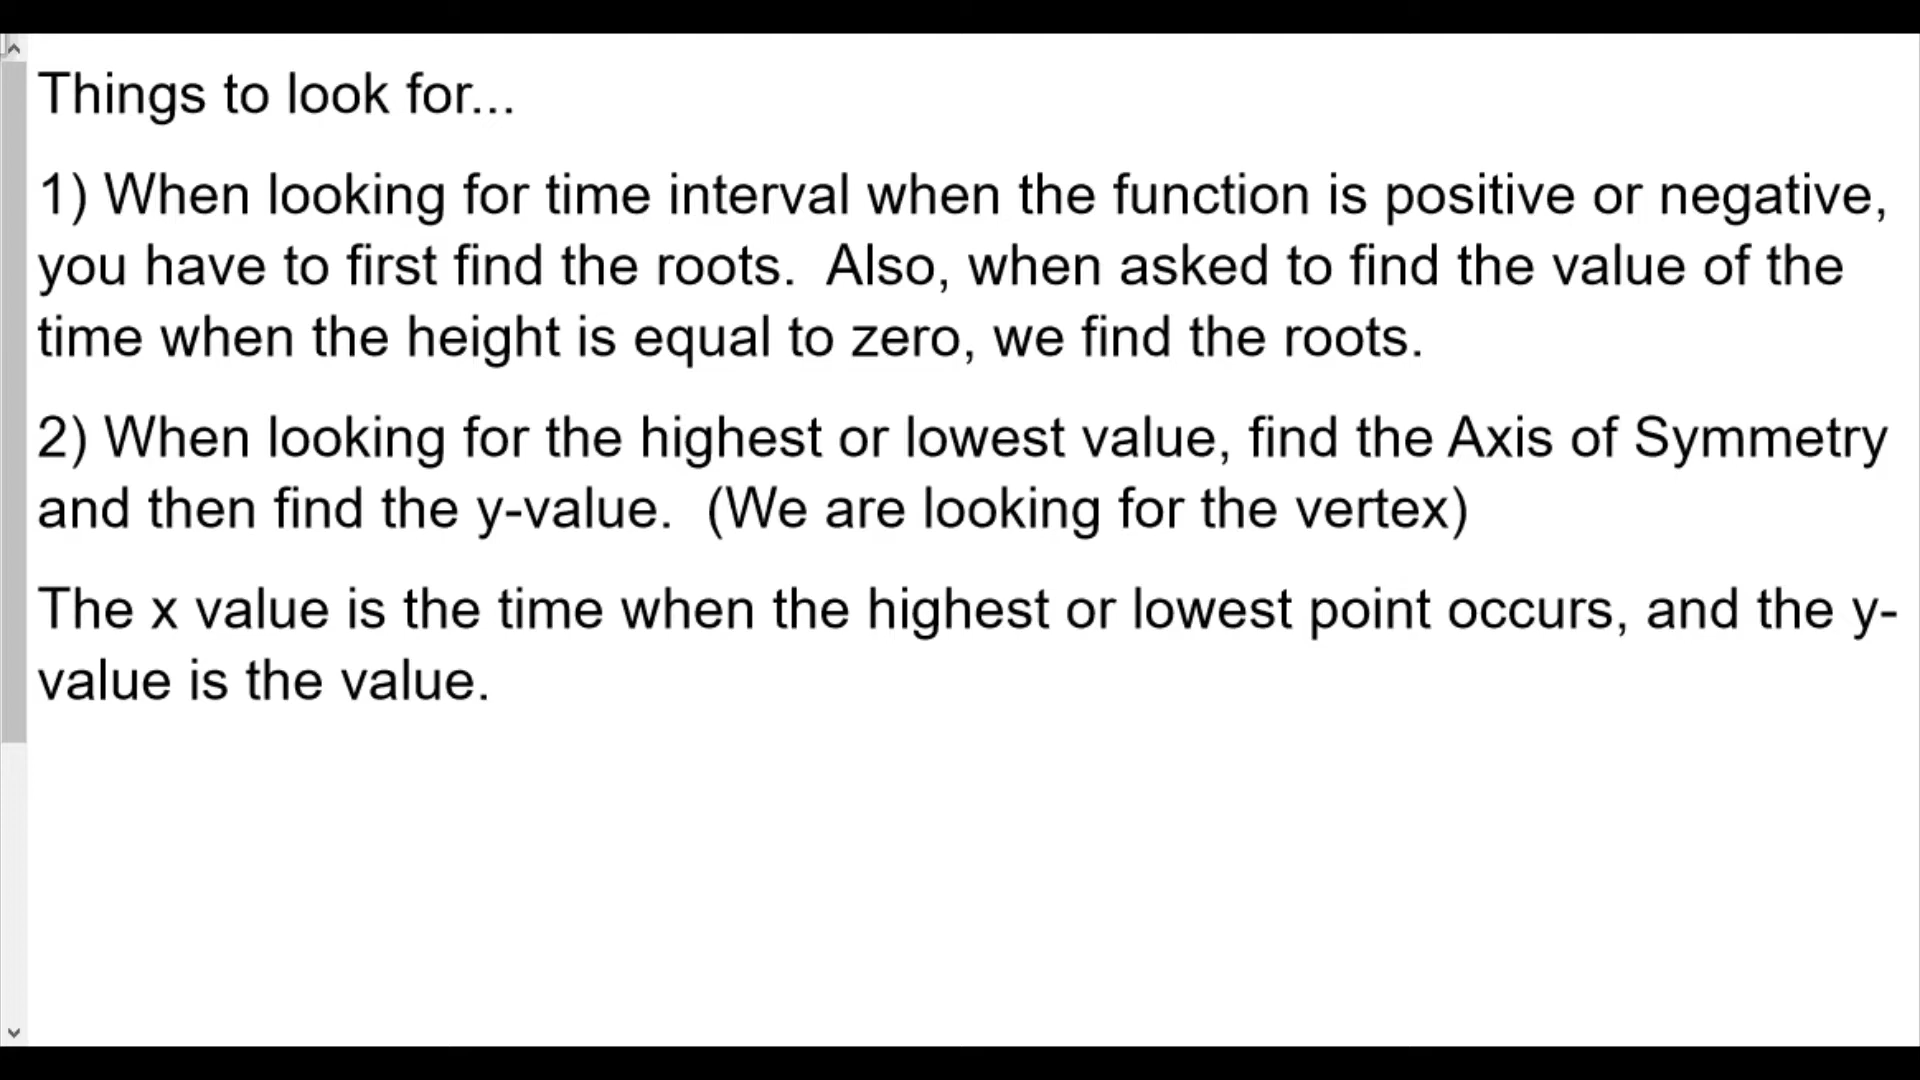 Things to look for...
1) When looking for time interval when the function is positive or negative,
you have to first find the roots.  Also, when asked to find the value of the
time when the height is equal to zero, we find the roots.
2) When looking for the highest or lowest value, find the Axis of Symmetry
and then find the y-value.  (We are looking for the vertex)
The x value is the time when the highest or lowest point occurs, and the y-
value is the value.